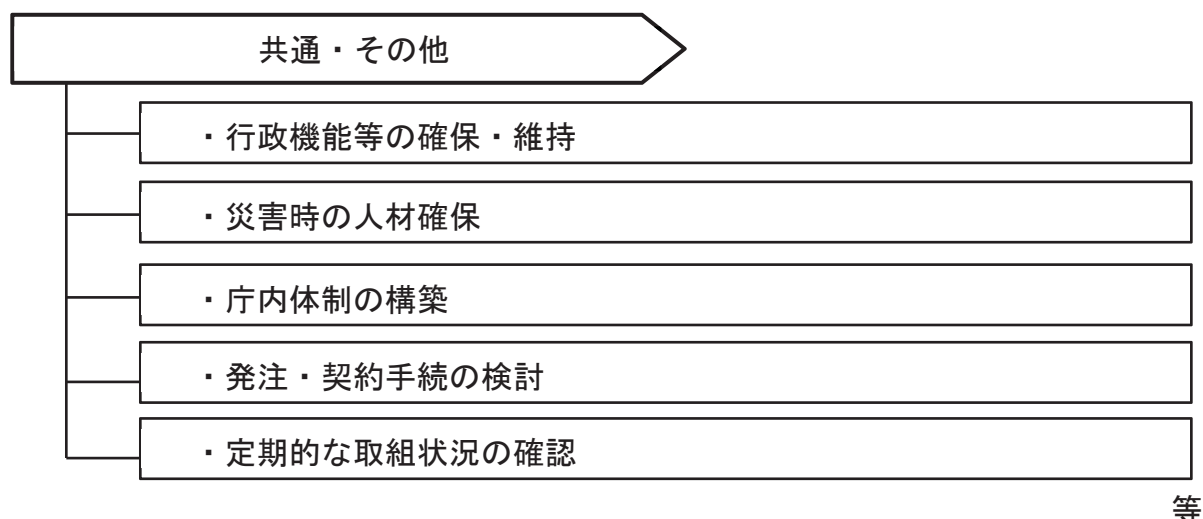 共通・その他
・行政機能等の確保・維持
・災害時の人材確保
・庁内体制の構築
・発注・契約手続の検討
・定期的な取組状況の確認
等